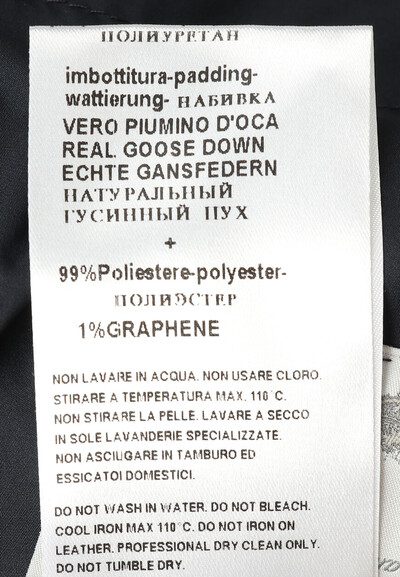 ПОЛИУРЕТАН
imbottitura-padding-
wattierung- НАБИВКА
VERO PIUMINO D'OCA
REAL GOOSE DOWN
ECHTE GANSFEDERN
НАТУРАЛЬНЫЙ
ГУСИННЫЙ ПУХ
+
99%Poliestere-polyester-
ПОЛИЭСТЕР
1%GRAPHENE
NON LAVARE IN ACQUA. NON USARE CLORO.
STIRARE A TEMPERATURA MAX. 110°C.
NON STIRARE LA PELLE. LAVARE A SECCO
IN SOLE LAVANDERIE SPECIALIZZATE.
NON ASCIUGARE IN TAMBURO ED
ESSICATOI DOMESTICI.
DO NOT WASH IN WATER. DO NOT BLEACH.
COOL IRON MAX 110°C. DO NOT IRON ON
LEATHER. PROFESSIONAL DRY CLEAN ONLY.
DO NOT TUMBLE DRY.